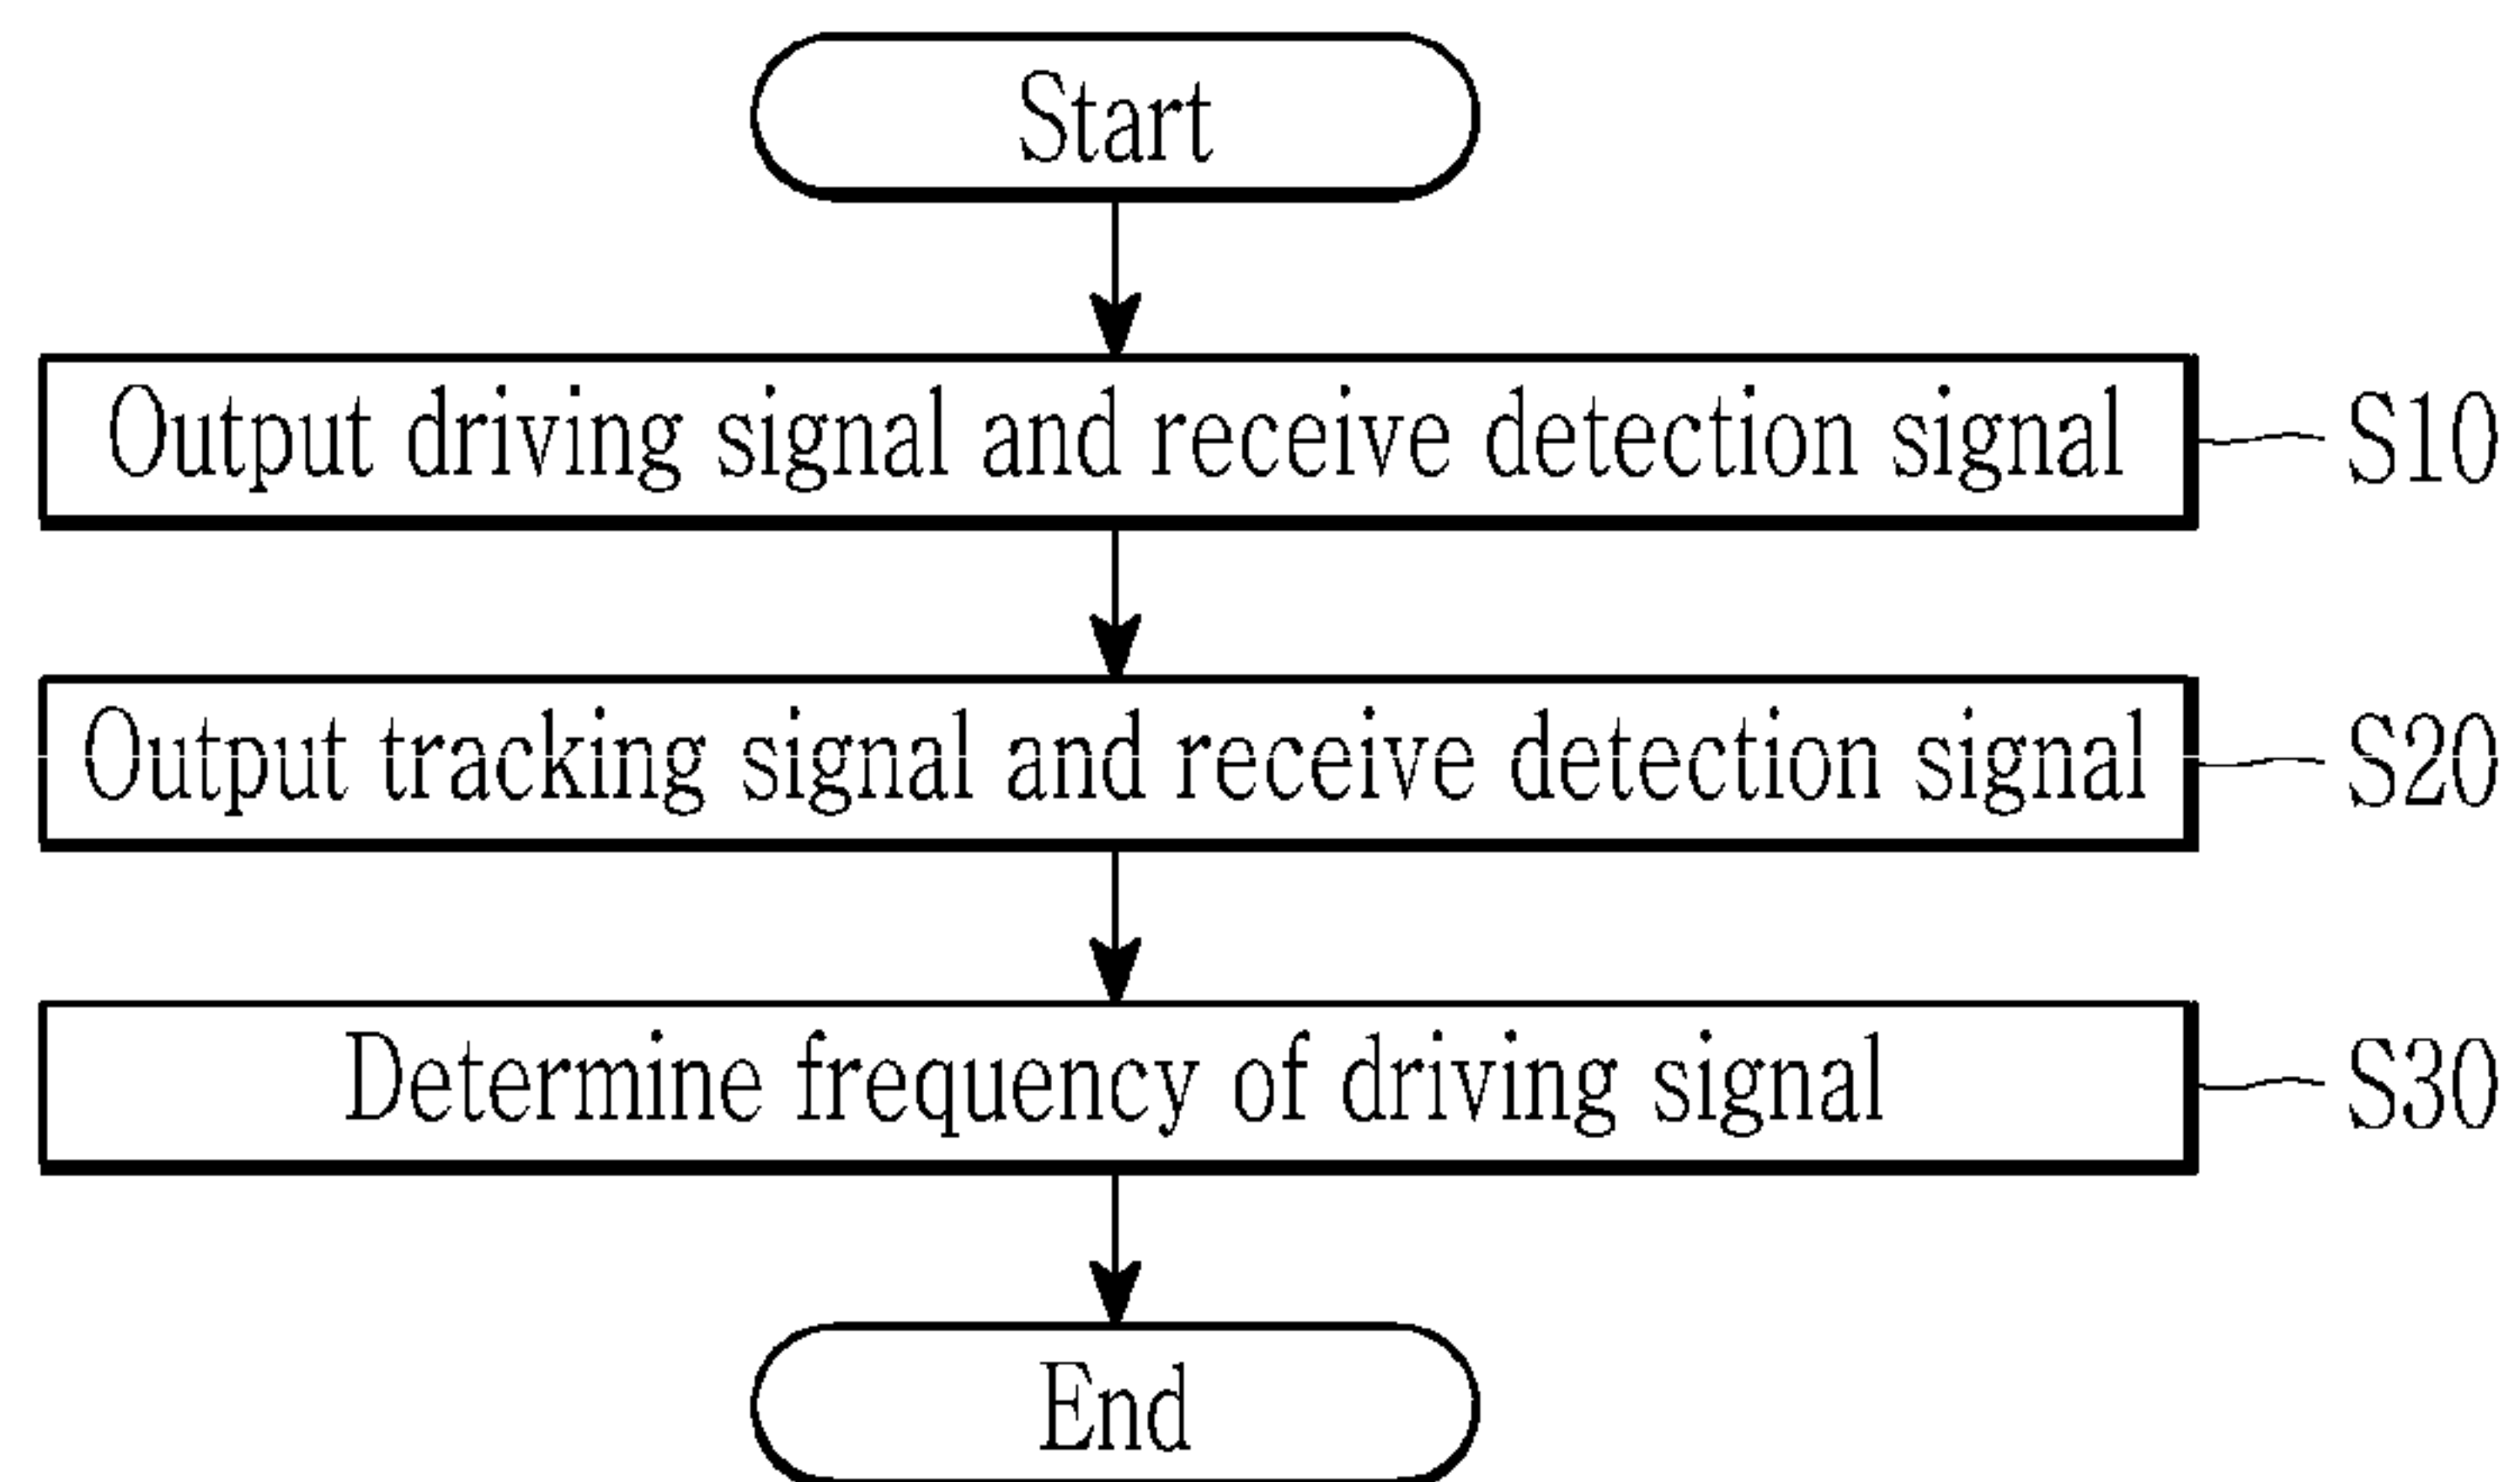 Start
Output driving signal and receive detection signal
S10
Output tracking signal and receive detection signal
S20
Determine frequency of driving signal
S30
End